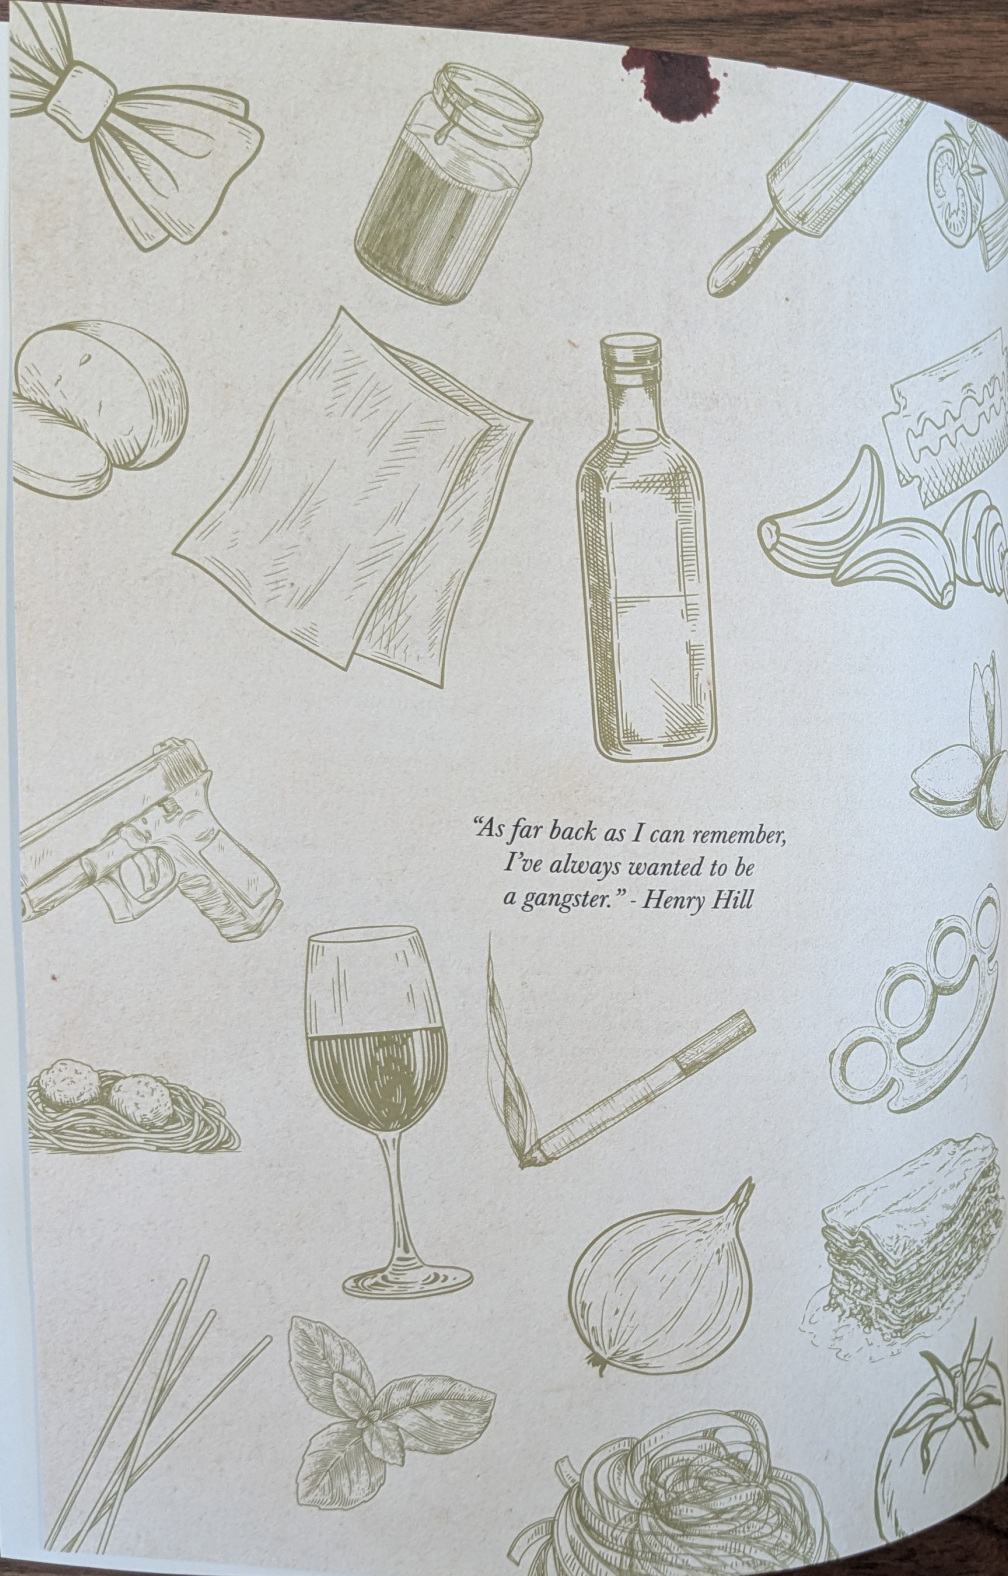 “As far back as I can remember,
I’ve always wanted to be
a gangster.” - Henry Hill